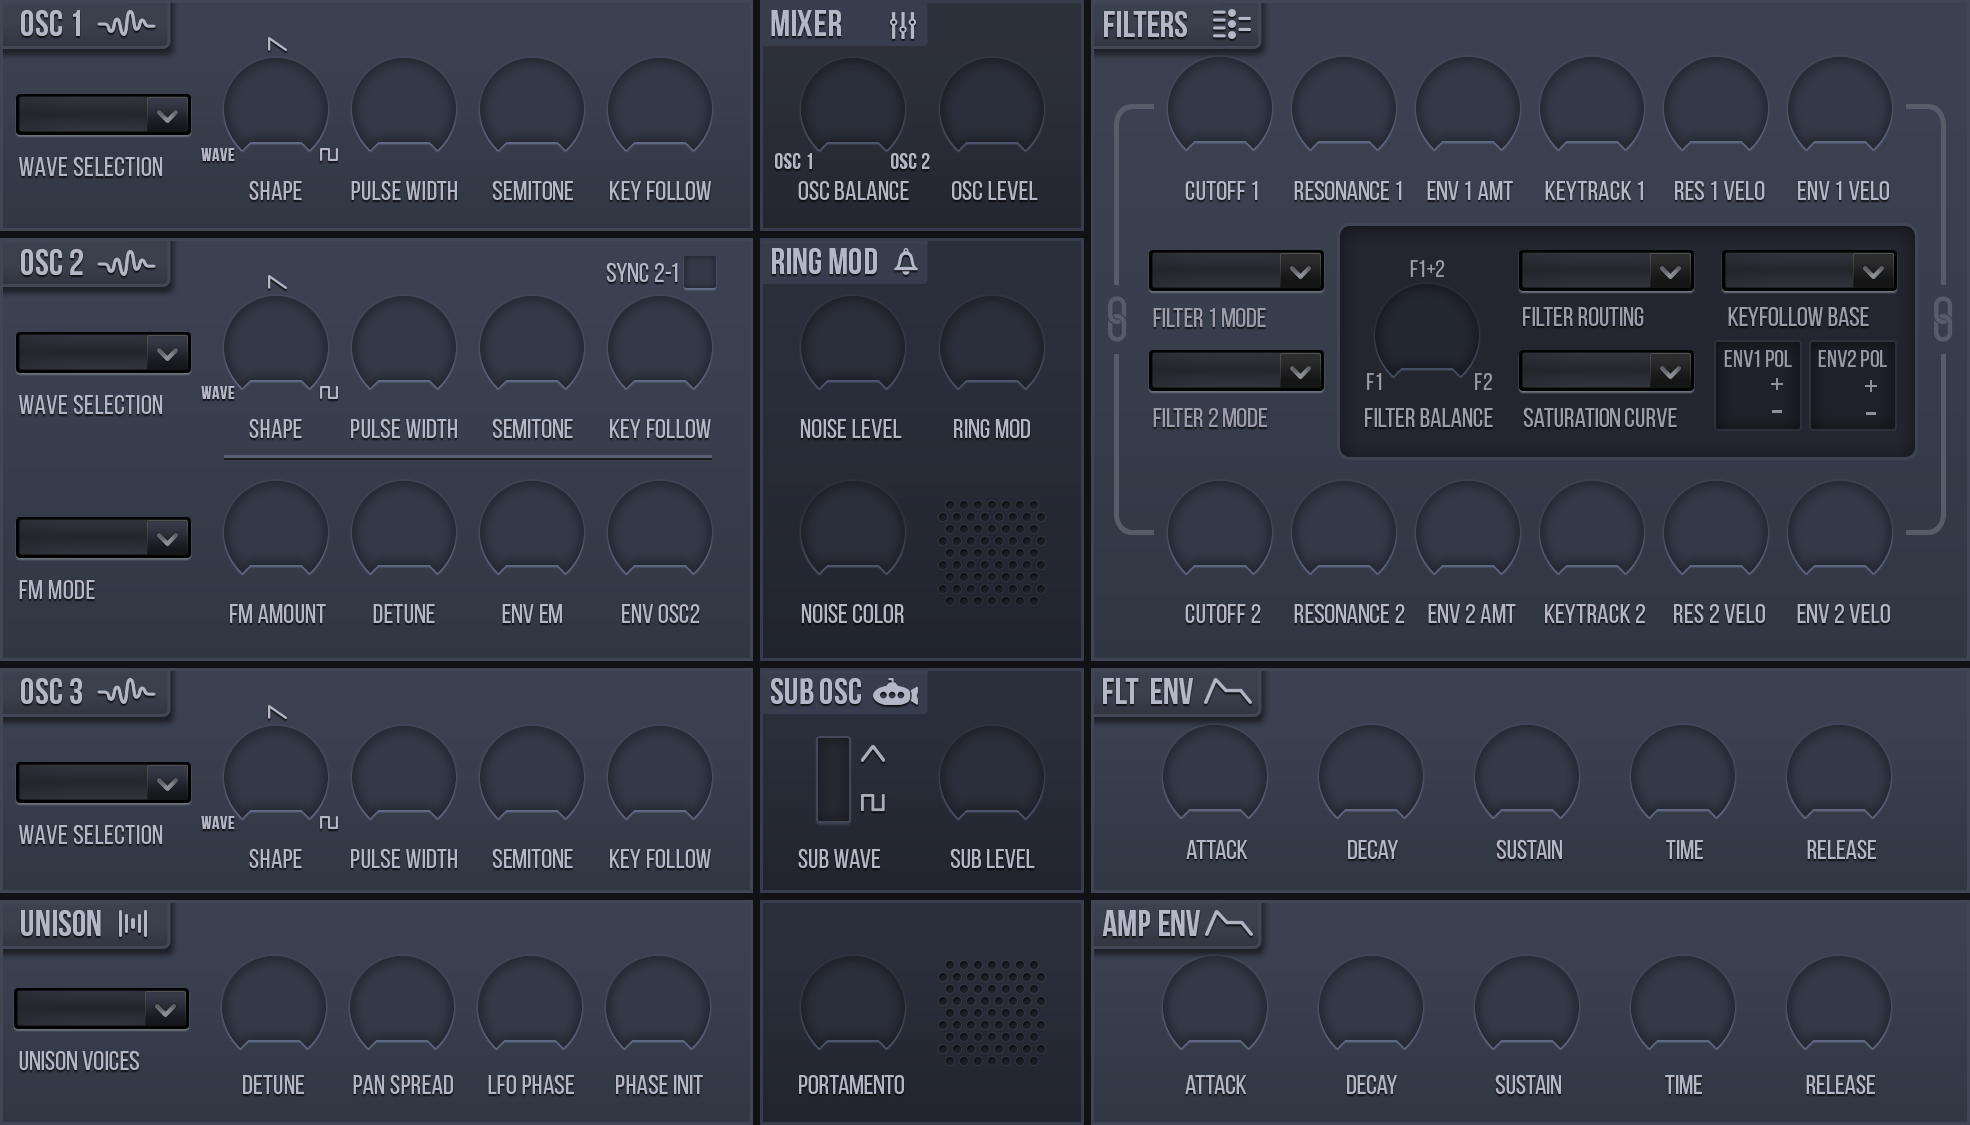 OSC 1
WAVE SELECTION
WAVE
SHAPE
PULSE WIDTH
SEMITONE
KEY FOLLOW
MIXER
OSC 1
OSC 2
OSC BALANCE
OSC LEVEL
FILTERS
CUTOFF 1
RESONANCE 1
ENV 1 AMT
KEYTRACK 1
RES 1 VELO
ENV 1 VELO
OSC 2
SYNC 2-1
WAVE SELECTION
WAVE
SHAPE
PULSE WIDTH
SEMITONE
KEY FOLLOW
FM MODE
FM AMOUNT
DETUNE
ENV EM
ENV OSC2
RING MOD
NOISE LEVEL
RING MOD
NOISE COLOR
FILTER 1 MODE
FILTER 2 MODE
F1+2
F1
F2
FILTER BALANCE
FILTER ROUTING
SATURATION CURVE
KEYFOLLOW BASE
ENV1 POL
+
-
ENV2 POL
+
-
CUTOFF 2
RESONANCE 2
ENV 2 AMT
KEYTRACK 2
RES 2 VELO
ENV 2 VELO
OSC 3
WAVE SELECTION
WAVE
SHAPE
PULSE WIDTH
SEMITONE
KEY FOLLOW
SUB OSC
SUB WAVE
SUB LEVEL
FLT ENV
ATTACK
DECAY
SUSTAIN
TIME
RELEASE
UNISON
UNISON VOICES
DETUNE
PAN SPREAD
LFO PHASE
PHASE INIT
PORTAMENTO
AMP ENV
ATTACK
DECAY
SUSTAIN
TIME
RELEASE